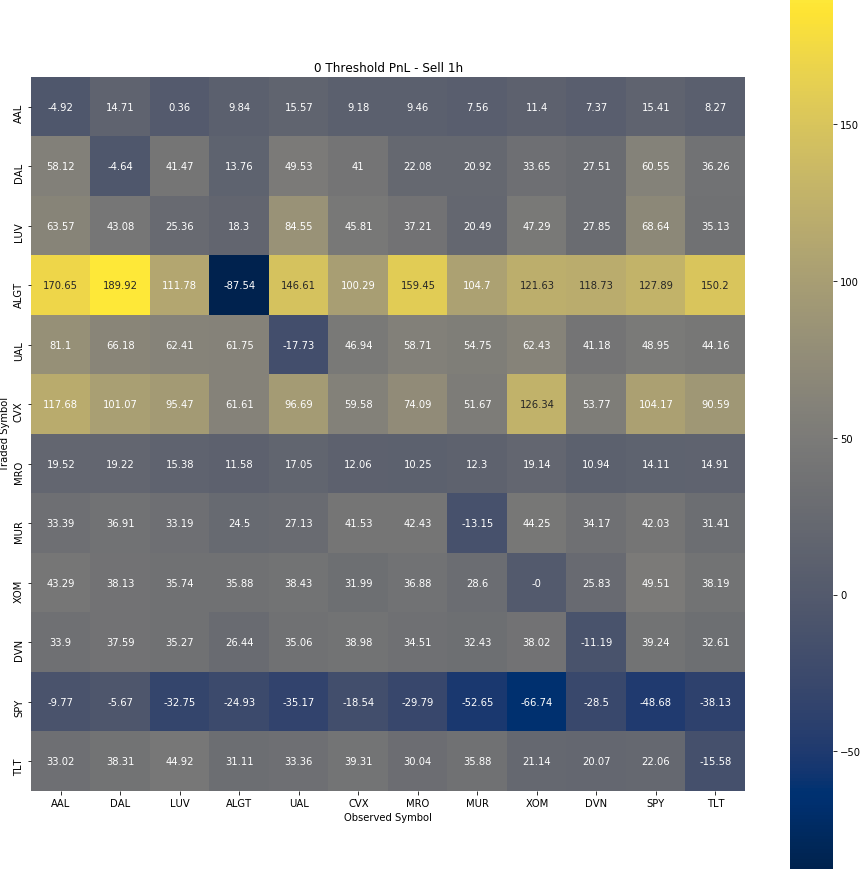 0 Threshold PnL - Sell 1h
AAL -4.92 14.71 0.36 9.84 15.57 9.18 9.46 7.56 11.4 7.37 15.41 8.27
DAL 58.12 -4.64 41.47 13.76 49.53 41 22.08 20.92 33.65 27.51 60.55 36.26
LUV 63.57 43.08 25.36 18.3 84.55 45.81 37.21 20.49 47.29 27.85 68.64 35.13
ALGT 170.65 189.92 111.78 -87.54 146.61 100.29 159.45 104.7 121.63 118.73 127.89 150.2
UAL 81.1 66.18 62.41 61.75 -17.73 46.94 58.71 54.75 62.43 41.18 48.95 44.16
CVX 117.68 101.07 95.47 61.61 96.69 59.58 74.09 51.67 126.34 53.77 104.17 90.59
Traded Symbol
MRO 19.52 19.22 15.38 11.58 17.05 12.06 10.25 12.3 19.14 10.94 14.11 14.91
MUR 33.39 36.91 33.19 24.5 27.13 41.53 42.43 -13.15 44.25 34.17 42.03 31.41
XOM 43.29 38.13 35.74 35.88 38.43 31.99 36.88 28.6 -0 25.83 49.51 38.19
DVN 33.9 37.59 35.27 26.44 35.06 38.98 34.51 32.43 38.02 -11.19 39.24 32.61
SPY -9.77 -5.67 -32.75 -24.93 -35.17 -18.54 -29.79 -52.65 -66.74 -28.5 -48.68 -38.13
TLT 33.02 38.31 44.92 31.11 33.36 39.31 30.04 35.88 21.14 20.07 22.06 -15.58
AAL DAL LUV ALGT UAL CVX MRO MUR XOM DVN SPY TLT
Observed Symbol
150
100
50
0
−50